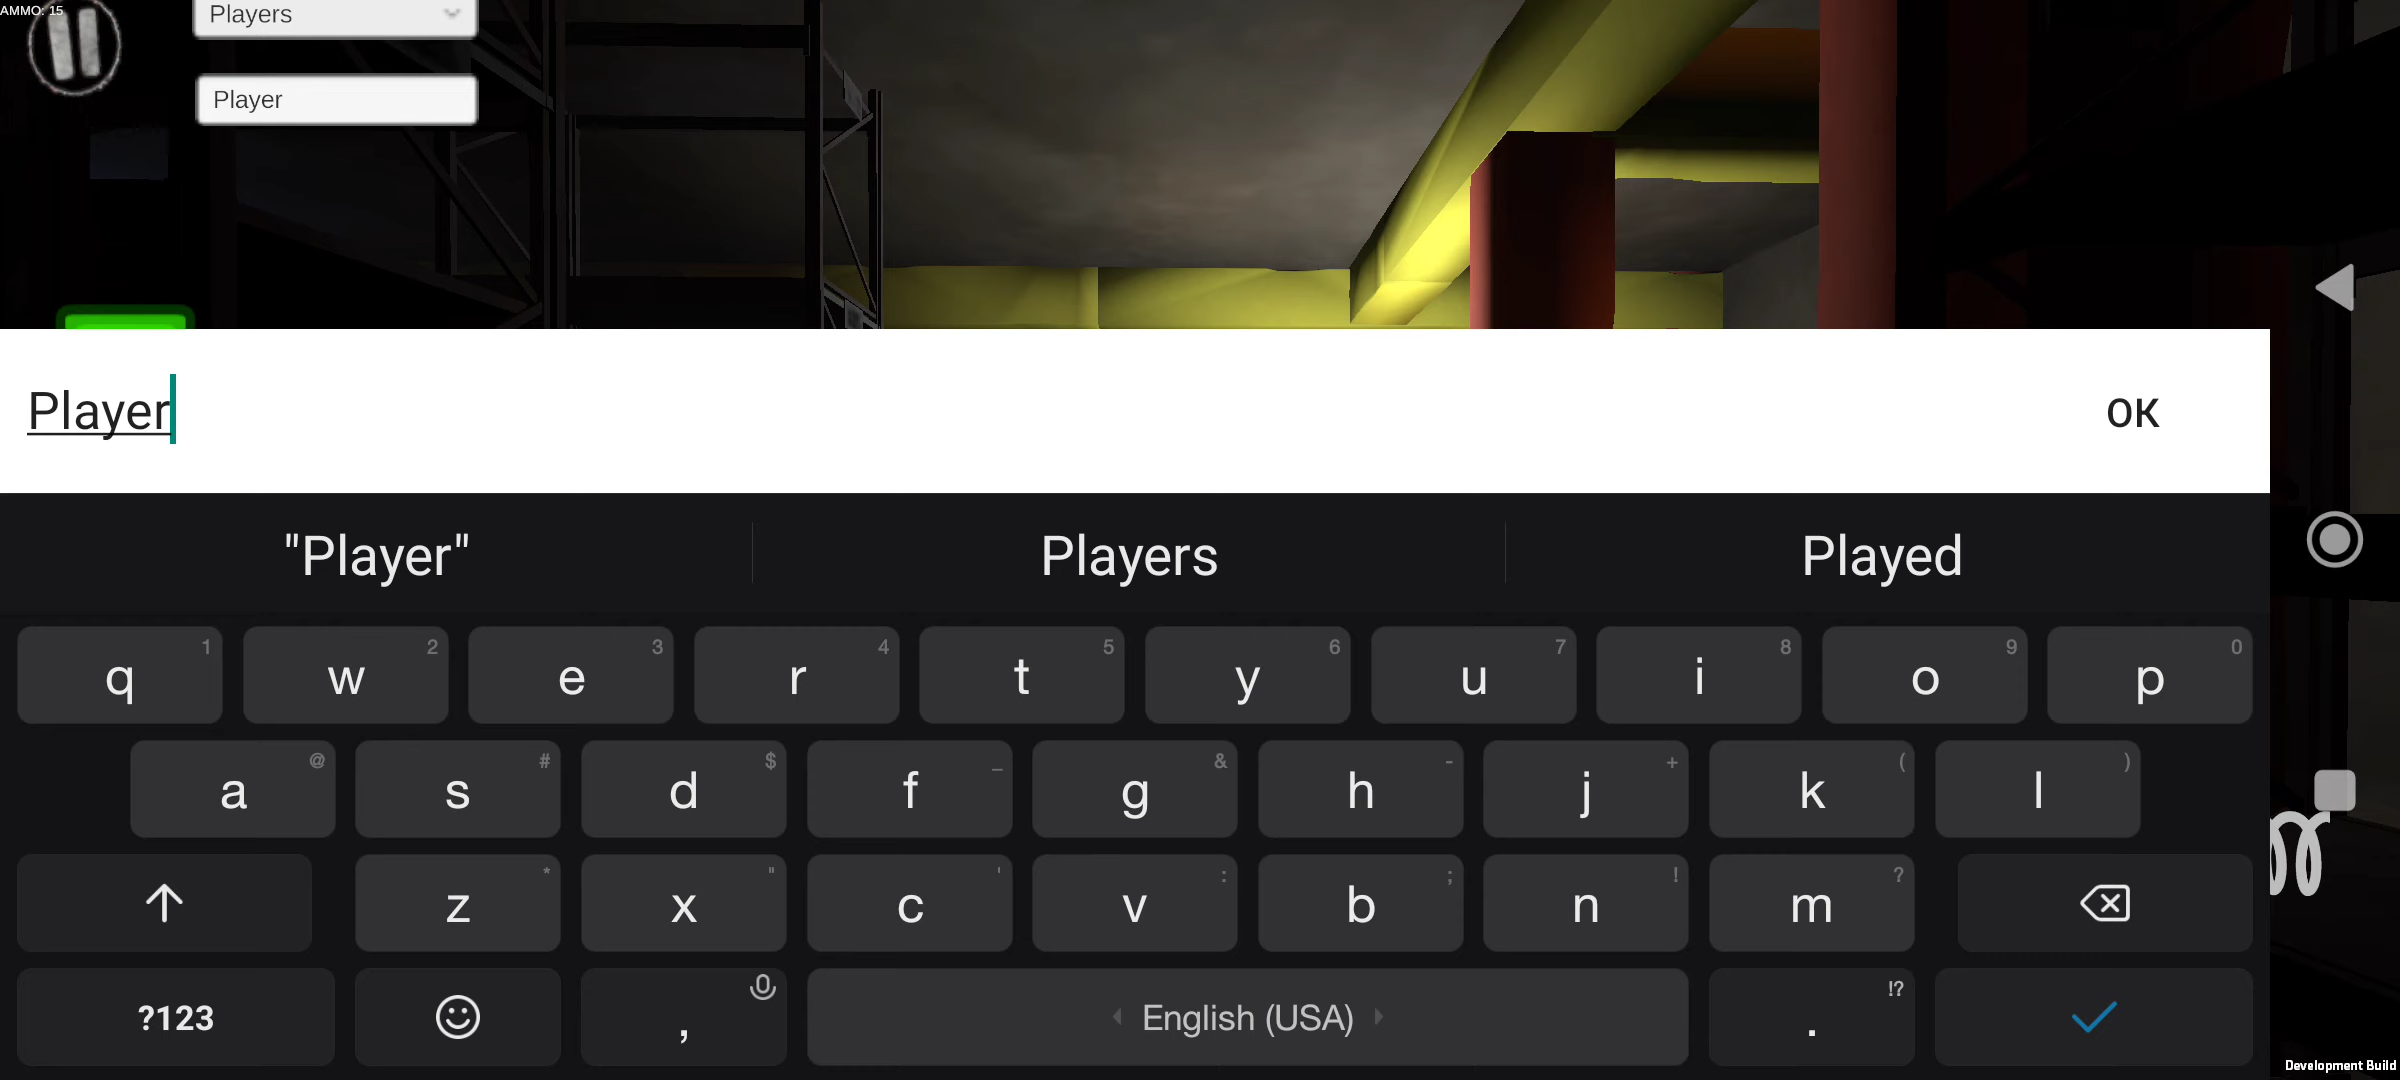 AMMO: 15
Players
Player
Player
OK
"Player" Players Played
q 1 w 2 e 3 r 4 t 5 y 6 u 7 i 8 o 9 p 0
a @ s # d $ f _ g & h - j + k ( l )
z * x " c ' v : b ; n ! m ?
?123 , English (USA) . !?
Development Build